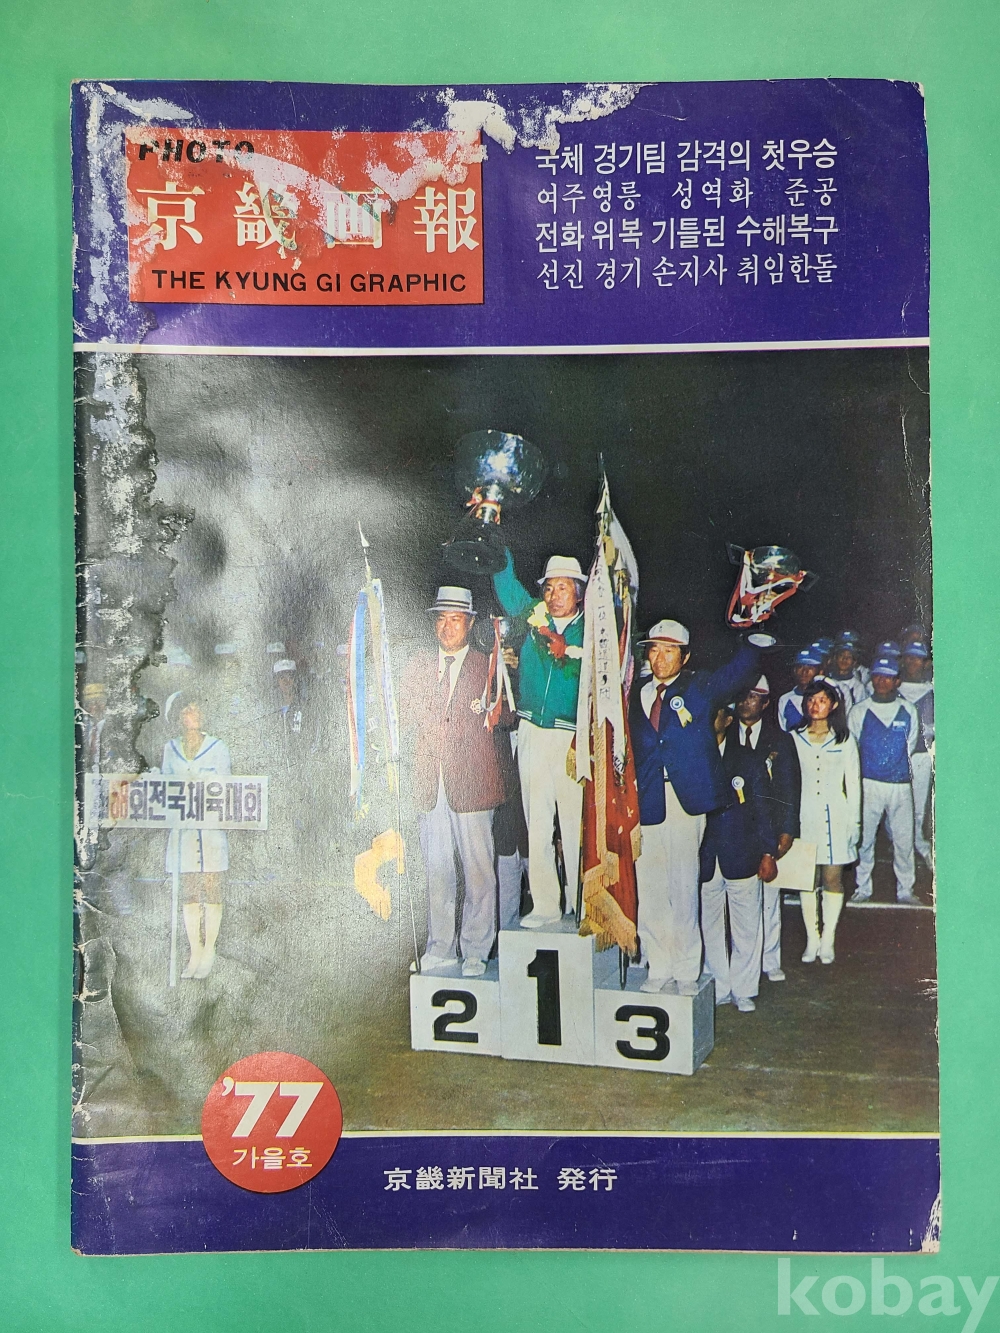 PHOTO
京畿画報
THE KYUNG GI GRAPHIC
국체 경기팀 감격의 첫우승
여주영릉 성역화 준공
전화 위복 기틀된 수해복구
선진 경기 손지사 취임한돌
회전국체육대회
2
1
3
'77
가을호
京畿新聞社 発行
kobay